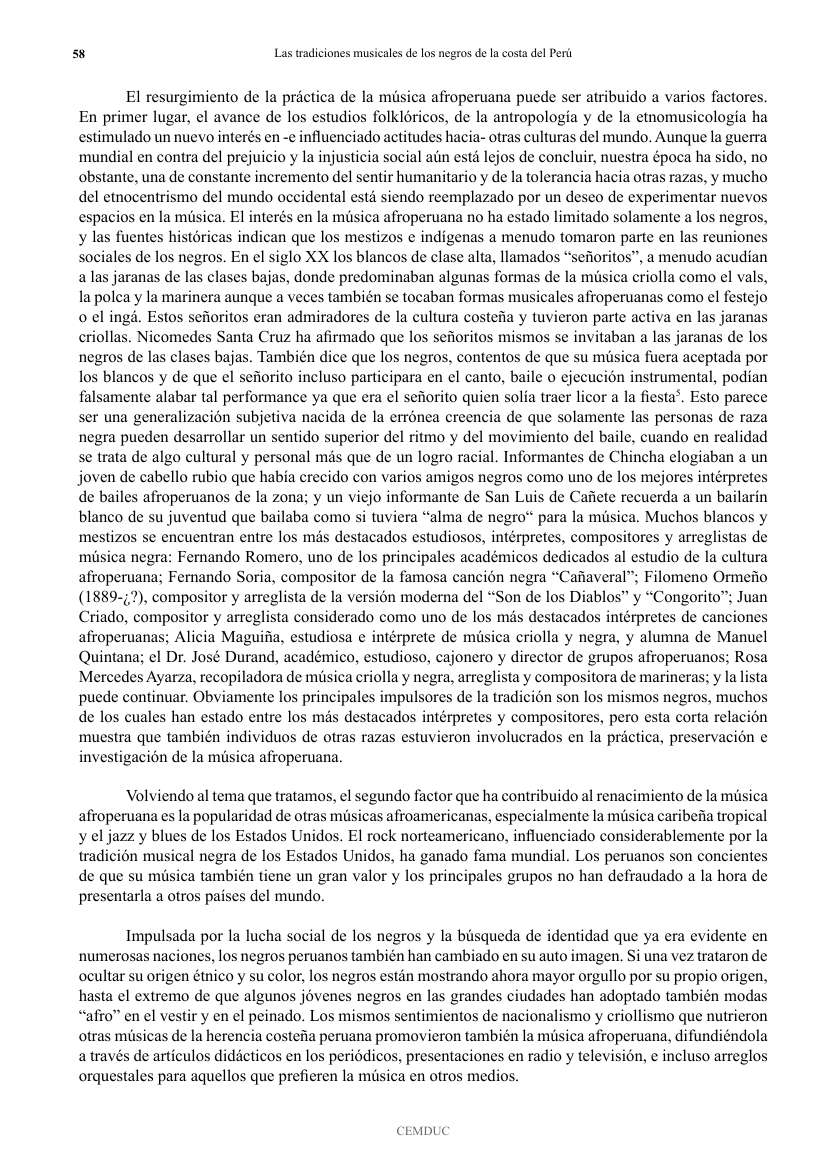 58
Las tradiciones musicales de los negros de la costa del Perú
El resurgimiento de la práctica de la música afroperuana puede ser atribuido a varios factores.
En primer lugar, el avance de los estudios folklóricos, de la antropología y de la etnomusicología ha
estimulado un nuevo interés en -e influenciado actitudes hacia- otras culturas del mundo. Aunque la guerra
mundial en contra del prejuicio y la injusticia social aún está lejos de concluir, nuestra época ha sido, no
obstante, una de constante incremento del sentir humanitario y de la tolerancia hacia otras razas, y mucho
del etnocentrismo del mundo occidental está siendo reemplazado por un deseo de experimentar nuevos
espacios en la música. El interés en la música afroperuana no ha estado limitado solamente a los negros,
y las fuentes históricas indican que los mestizos e indígenas a menudo tomaron parte en las reuniones
sociales de los negros. En el siglo XX los blancos de clase alta, llamados “señoritos”, a menudo acudían
a las jaranas de las clases bajas, donde predominaban algunas formas de la música criolla como el vals,
la polca y la marinera aunque a veces también se tocaban formas musicales afroperuanas como el festejo
o el ingá. Estos señoritos eran admiradores de la cultura costeña y tuvieron parte activa en las jaranas
criollas. Nicomedes Santa Cruz ha afirmado que los señoritos mismos se invitaban a las jaranas de los
negros de las clases bajas. También dice que los negros, contentos de que su música fuera aceptada por
los blancos y de que el señorito incluso participara en el canto, baile o ejecución instrumental, podían
falsamente alabar tal performance ya que era el señorito quien solía traer licor a la fiesta⁵. Esto parece
ser una generalización subjetiva nacida de la errónea creencia de que solamente las personas de raza
negra pueden desarrollar un sentido superior del ritmo y del movimiento del baile, cuando en realidad
se trata de algo cultural y personal más que de un logro racial. Informantes de Chincha elogiaban a un
joven de cabello rubio que había crecido con varios amigos negros como uno de los mejores intérpretes
de bailes afroperuanos de la zona; y un viejo informante de San Luis de Cañete recuerda a un bailarín
blanco de su juventud que bailaba como si tuviera “alma de negro“ para la música. Muchos blancos y
mestizos se encuentran entre los más destacados estudiosos, intérpretes, compositores y arreglistas de
música negra: Fernando Romero, uno de los principales académicos dedicados al estudio de la cultura
afroperuana; Fernando Soria, compositor de la famosa canción negra “Cañaveral”; Filomeno Ormeño
(1889-¿?), compositor y arreglista de la versión moderna del “Son de los Diablos” y “Congorito”; Juan
Criado, compositor y arreglista considerado como uno de los más destacados intérpretes de canciones
afroperuanas; Alicia Maguiña, estudiosa e intérprete de música criolla y negra, y alumna de Manuel
Quintana; el Dr. José Durand, académico, estudioso, cajonero y director de grupos afroperuanos; Rosa
Mercedes Ayarza, recopiladora de música criolla y negra, arreglista y compositora de marineras; y la lista
puede continuar. Obviamente los principales impulsores de la tradición son los mismos negros, muchos
de los cuales han estado entre los más destacados intérpretes y compositores, pero esta corta relación
muestra que también individuos de otras razas estuvieron involucrados en la práctica, preservación e
investigación de la música afroperuana.
Volviendo al tema que tratamos, el segundo factor que ha contribuido al renacimiento de la música
afroperuana es la popularidad de otras músicas afroamericanas, especialmente la música caribeña tropical
y el jazz y blues de los Estados Unidos. El rock norteamericano, influenciado considerablemente por la
tradición musical negra de los Estados Unidos, ha ganado fama mundial. Los peruanos son concientes
de que su música también tiene un gran valor y los principales grupos no han defraudado a la hora de
presentarla a otros países del mundo.
Impulsada por la lucha social de los negros y la búsqueda de identidad que ya era evidente en
numerosas naciones, los negros peruanos también han cambiado en su auto imagen. Si una vez trataron de
ocultar su origen étnico y su color, los negros están mostrando ahora mayor orgullo por su propio origen,
hasta el extremo de que algunos jóvenes negros en las grandes ciudades han adoptado también modas
“afro” en el vestir y en el peinado. Los mismos sentimientos de nacionalismo y criollismo que nutrieron
otras músicas de la herencia costeña peruana promovieron también la música afroperuana, difundiéndola
a través de artículos didácticos en los periódicos, presentaciones en radio y televisión, e incluso arreglos
orquestales para aquellos que prefieren la música en otros medios.
CEMDUC